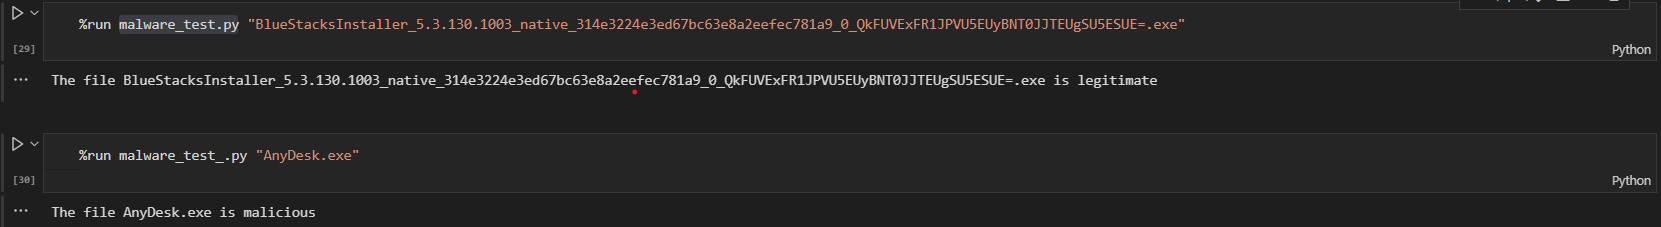 %run malware_test.py "BlueStacksInstaller_5.3.130.1003_native_314e3224e3ed67bc63e8a2eefec781a9_0_QkFUVExFR1JPVU5EUyBNT0JJTEUgSU5ESUE=.exe"
[29]
Python
The file BlueStacksInstaller_5.3.130.1003_native_314e3224e3ed67bc63e8a2eefec781a9_0_QkFUVExFR1JPVU5EUyBNT0JJTEUgSU5ESUE=.exe is legitimate
%run malware_test_.py "AnyDesk.exe"
[30]
Python
The file AnyDesk.exe is malicious